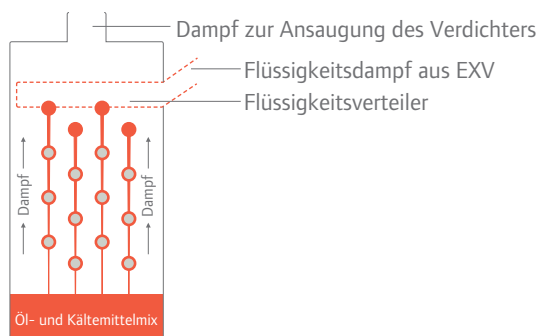 Dampf zur Ansaugung des Verdichters
Flüssigkeitsdampf aus EXV
Flüssigkeitsverteiler
Dampf
Dampf
Öl- und Kältemittelmix